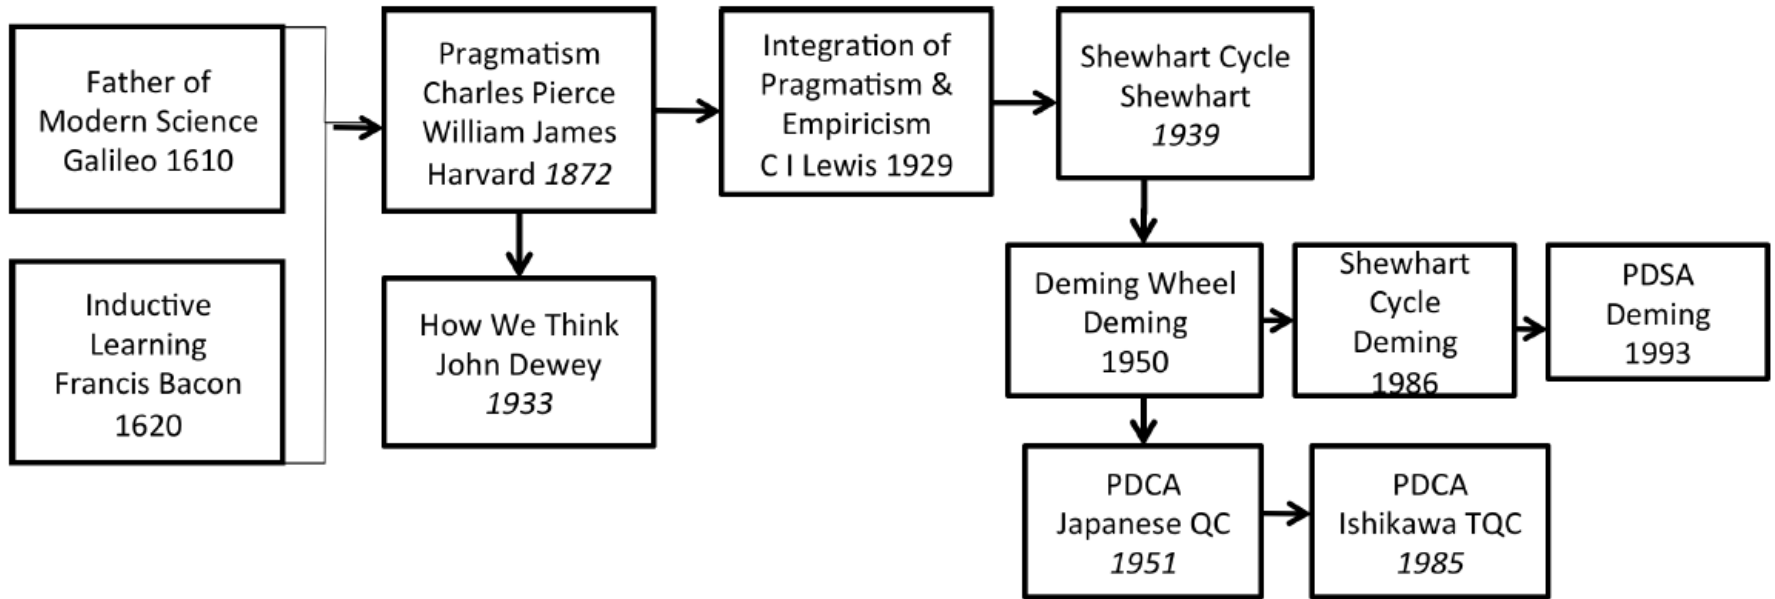 Father of
Modern Science
Galileo 1610
Inductive
Learning
Francis Bacon
1620
Pragmatism
Charles Pierce
William James
Harvard 1872
How We Think
John Dewey
1933
Integration of
Pragmatism &
Empiricism
C I Lewis 1929
Shewhart Cycle
Shewhart
1939
Deming Wheel
Deming
1950
Shewhart
Cycle
Deming
1986
PDSA
Deming
1993
PDCA
Japanese QC
1951
PDCA
Ishikawa TQC
1985